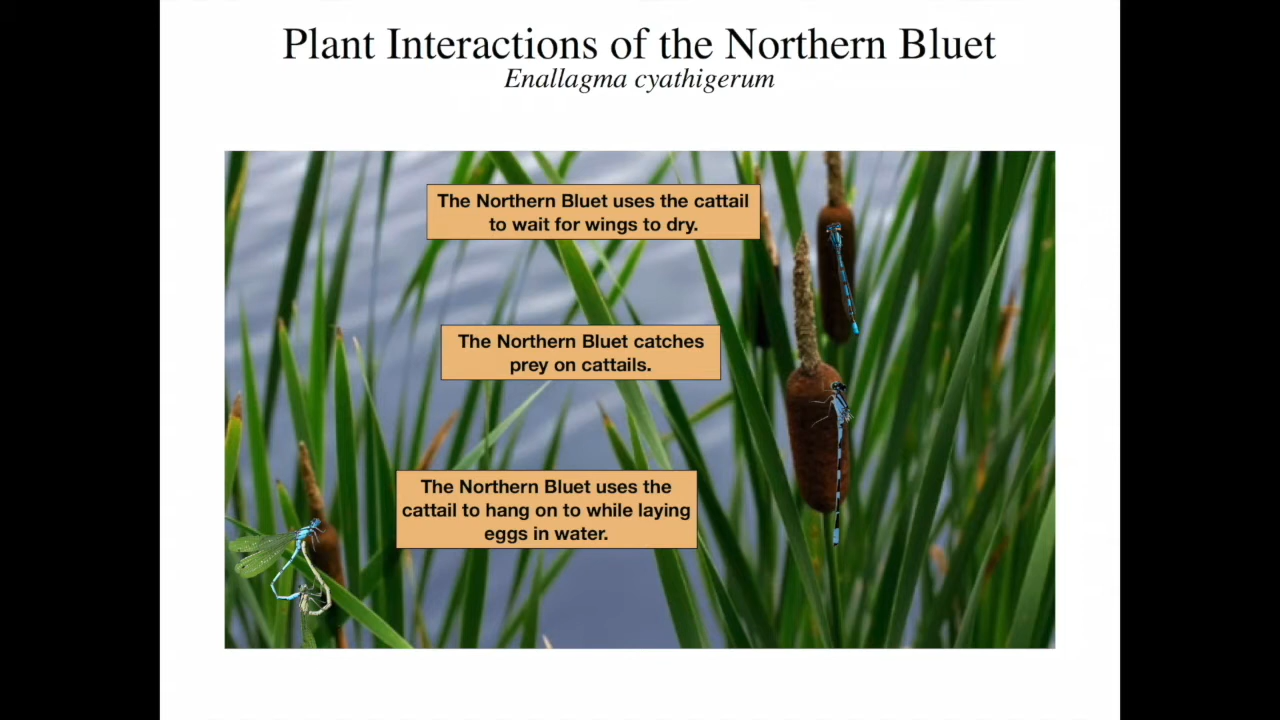 Plant Interactions of the Northern Bluet
Enallagma cyathigerum
The Northern Bluet uses the cattail
to wait for wings to dry.
The Northern Bluet catches
prey on cattails.
The Northern Bluet uses the
cattail to hang on to while laying
eggs in water.